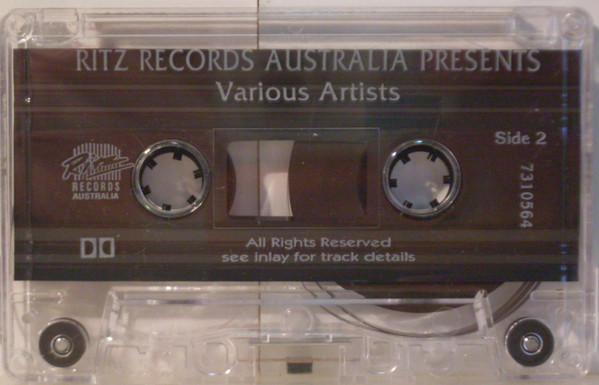 RITZ RECORDS AUSTRALIA PRESENTS
Various Artists
Side 2
Ritz
RECORDS
AUSTRALIA
7310564
All Rights Reserved
see inlay for track details